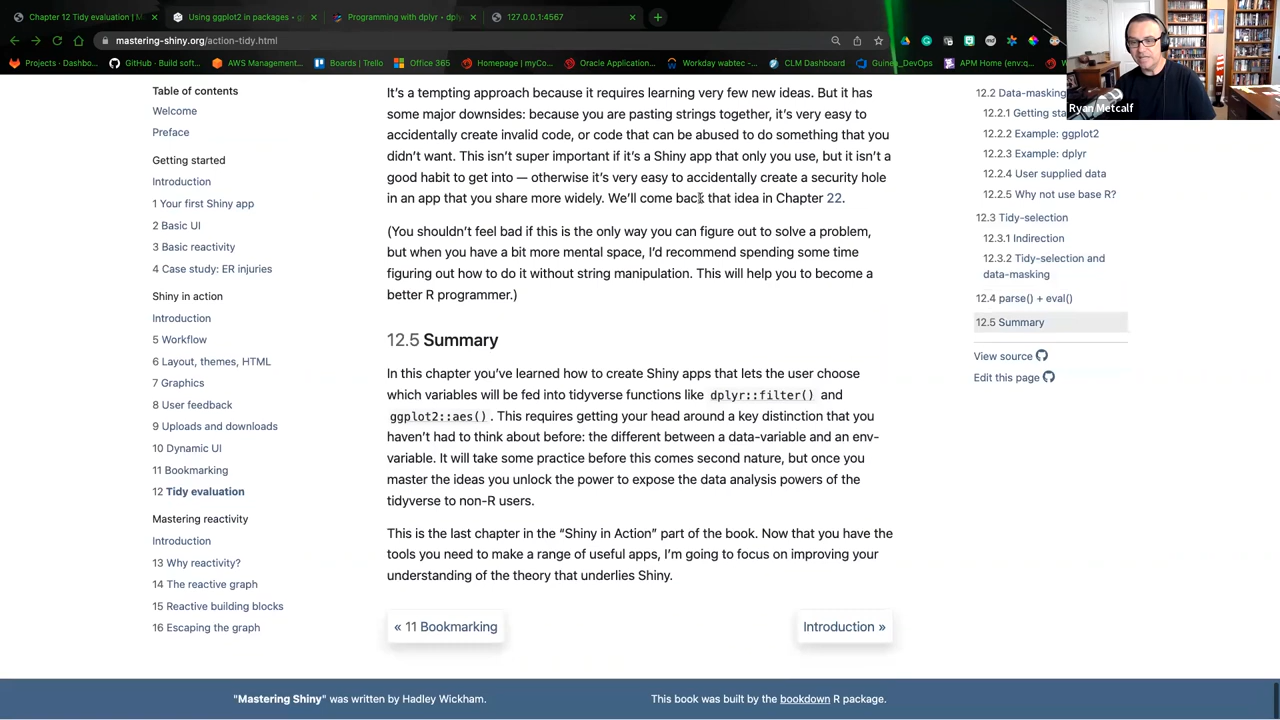 Chapter 12 Tidy evaluation | M
Using ggplot2 in packages • g
Programming with dplyr • dply
127.0.0.1:4567
mastering-shiny.org/action-tidy.html
Projects · Dashbo...
GitHub · Build soft...
AWS Management...
Boards | Trello
Office 365
Homepage | myCo...
Oracle Application...
Workday wabtec -...
CLM Dashboard
Guinea_DevOps
APM Home (env:q...
Ryan Metcalf
Table of contents
Welcome
Preface
Getting started
Introduction
1 Your first Shiny app
2 Basic UI
3 Basic reactivity
4 Case study: ER injuries
Shiny in action
Introduction
5 Workflow
6 Layout, themes, HTML
7 Graphics
8 User feedback
9 Uploads and downloads
10 Dynamic UI
11 Bookmarking
12 Tidy evaluation
Mastering reactivity
Introduction
13 Why reactivity?
14 The reactive graph
15 Reactive building blocks
16 Escaping the graph
It's a tempting approach because it requires learning very few new ideas. But it has
some major downsides: because you are pasting strings together, it's very easy to
accidentally create invalid code, or code that can be abused to do something that you
didn't want. This isn't super important if it's a Shiny app that only you use, but it isn't a
good habit to get into — otherwise it's very easy to accidentally create a security hole
in an app that you share more widely. We'll come back that idea in Chapter 22.
(You shouldn't feel bad if this is the only way you can figure out to solve a problem,
but when you have a bit more mental space, I'd recommend spending some time
figuring out how to do it without string manipulation. This will help you to become a
better R programmer.)
12.5 Summary
In this chapter you've learned how to create Shiny apps that lets the user choose
which variables will be fed into tidyverse functions like dplyr::filter() and
ggplot2::aes(). This requires getting your head around a key distinction that you
haven't had to think about before: the different between a data-variable and an env-
variable. It will take some practice before this comes second nature, but once you
master the ideas you unlock the power to expose the data analysis powers of the
tidyverse to non-R users.
This is the last chapter in the "Shiny in Action" part of the book. Now that you have the
tools you need to make a range of useful apps, I'm going to focus on improving your
understanding of the theory that underlies Shiny.
« 11 Bookmarking
Introduction »
12.2 Data-masking
12.2.1 Getting sta
12.2.2 Example: ggplot2
12.2.3 Example: dplyr
12.2.4 User supplied data
12.2.5 Why not use base R?
12.3 Tidy-selection
12.3.1 Indirection
12.3.2 Tidy-selection and
data-masking
12.4 parse() + eval()
12.5 Summary
View source
Edit this page
"Mastering Shiny" was written by Hadley Wickham.
This book was built by the bookdown R package.